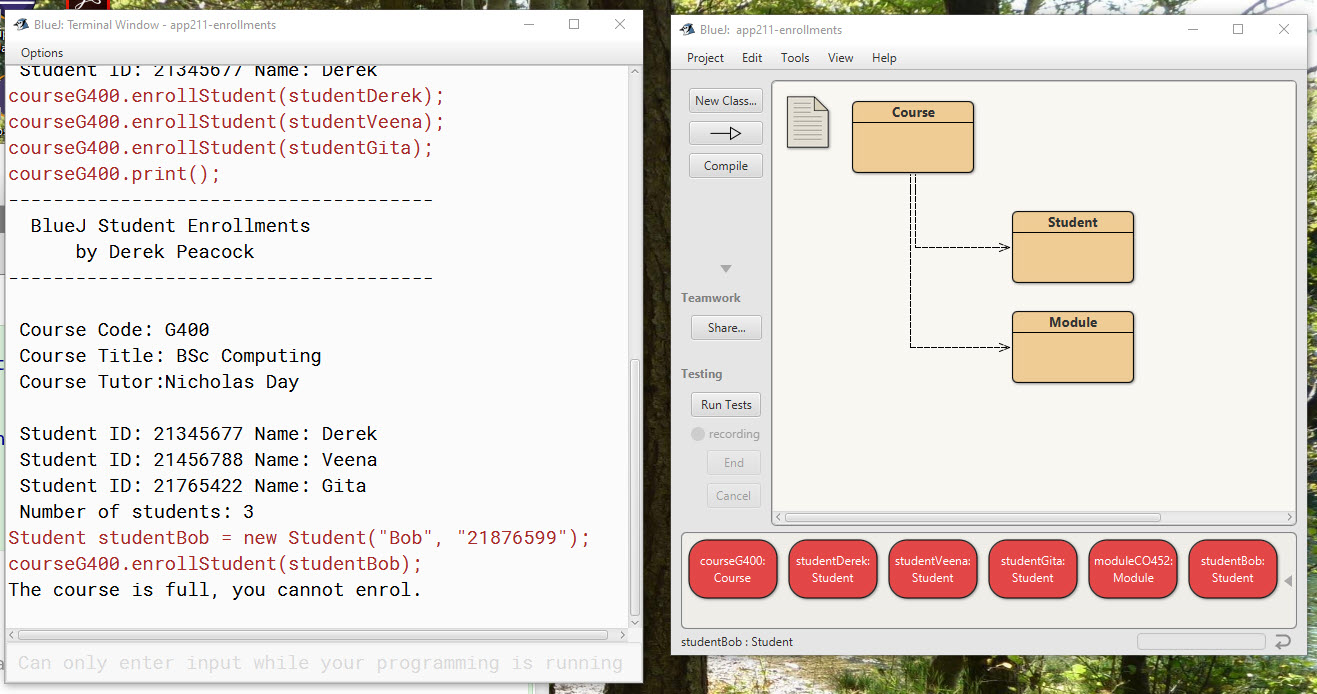 BlueJ: Terminal Window - app211-enrollments
Options
Student ID: 21345677 Name: Derek
courseG400.enrollStudent(studentDerek);
courseG400.enrollStudent(studentVeena);
courseG400.enrollStudent(studentGita);
courseG400.print();
--------------------------------------
BlueJ Student Enrollments
by Derek Peacock
--------------------------------------
Course Code: G400
Course Title: BSc Computing
Course Tutor:Nicholas Day
Student ID: 21345677 Name: Derek
Student ID: 21456788 Name: Veena
Student ID: 21765422 Name: Gita
Number of students: 3
Student studentBob = new Student("Bob", "21876599");
courseG400.enrollStudent(studentBob);
The course is full, you cannot enrol.
Can only enter input while your programming is running
BlueJ: app211-enrollments
Project Edit Tools View Help
New Class...
Compile
Teamwork
Share...
Testing
Run Tests
recording
End
Cancel
Course
Student
Module
courseG400:
Course
studentDerek:
Student
studentVeena:
Student
studentGita:
Student
moduleCO452:
Module
studentBob:
Student
studentBob : Student